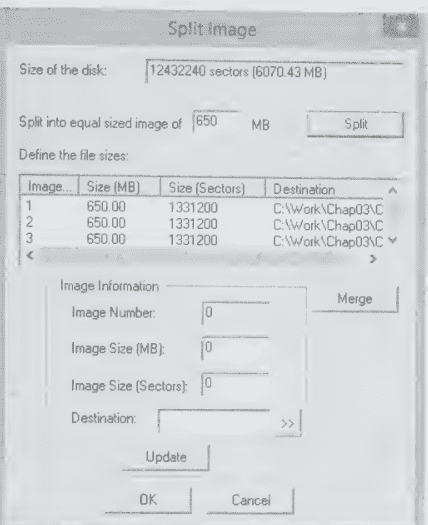 Split Image
Size of the disk: 12432240 sectors (6070.43 MB)
Split into equal sized image of 650 MB Split
Define the file sizes:
Image... Size (MB) Size (Sectors) Destination
1 650.00 1331200 C:\Work\Chap03\C
2 650.00 1331200 C:\Work\Chap03\C
3 650.00 1331200 C:\Work\Chap03\C
Image Information
Merge
Image Number: 0
Image Size (MB): 0
Image Size (Sectors): 0
Destination: >>
Update
OK Cancel